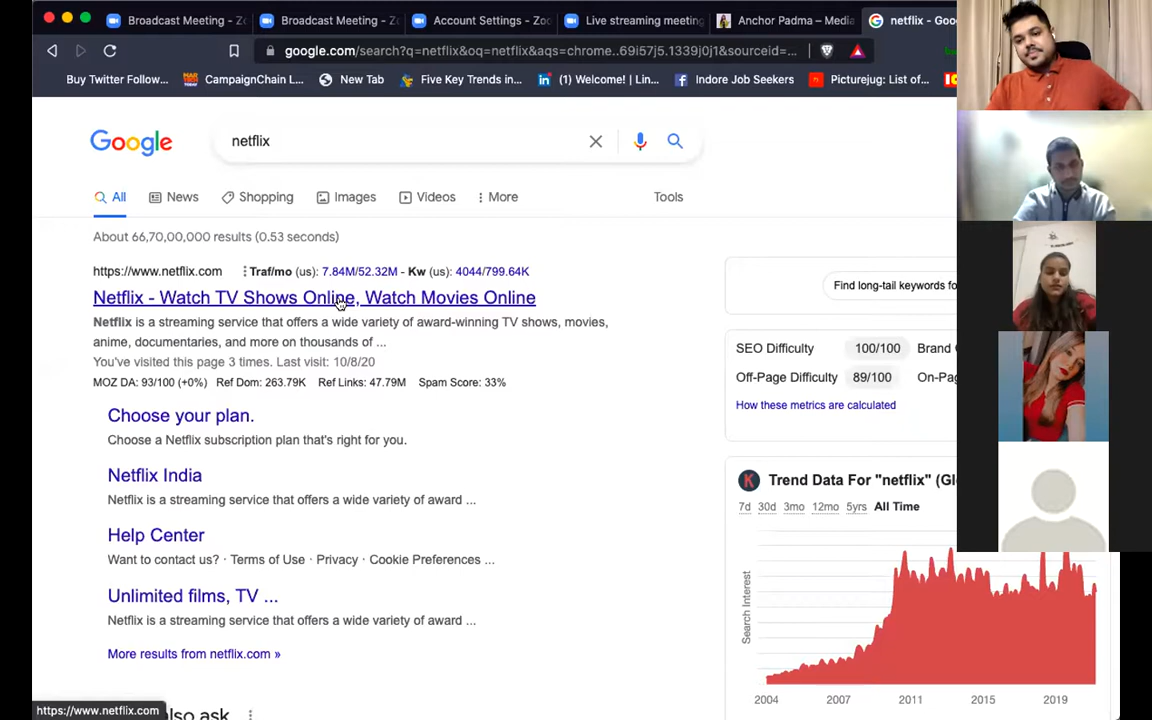 Broadcast Meeting - Zo
Broadcast Meeting - Zo
Account Settings - Zoo
Live streaming meeting
Anchor Padma – Media
netflix - Goo
google.com/search?q=netflix&oq=netflix&aqs=chrome..69i57j5.1339j0j1&sourceid=...
Buy Twitter Follow...
CampaignChain L...
New Tab
Five Key Trends in...
(1) Welcome! | Lin...
Indore Job Seekers
Picturejug: List of...
Google
netflix
All
News
Shopping
Images
Videos
More
Tools
About 66,70,00,000 results (0.53 seconds)
https://www.netflix.com
Traf/mo (us): 7.84M/52.32M - Kw (us): 4044/799.64K
Netflix - Watch TV Shows Online, Watch Movies Online
Netflix is a streaming service that offers a wide variety of award-winning TV shows, movies,
anime, documentaries, and more on thousands of ...
You've visited this page 3 times. Last visit: 10/8/20
MOZ DA: 93/100 (+0%) Ref Dom: 263.79K Ref Links: 47.79M Spam Score: 33%
Choose your plan.
Choose a Netflix subscription plan that's right for you.
Netflix India
Netflix is a streaming service that offers a wide variety of award ...
Help Center
Want to contact us? · Terms of Use · Privacy · Cookie Preferences ...
Unlimited films, TV ...
Netflix is a streaming service that offers a wide variety of award ...
More results from netflix.com »
https://www.netflix.com
also ask
Find long-tail keywords fo
SEO Difficulty 100/100 Brand
Off-Page Difficulty 89/100 On-Pag
How these metrics are calculated
K
Trend Data For "netflix" (Gl
7d 30d 3mo 12mo 5yrs All Time
Search Interest
2004 2007 2011 2015 2019